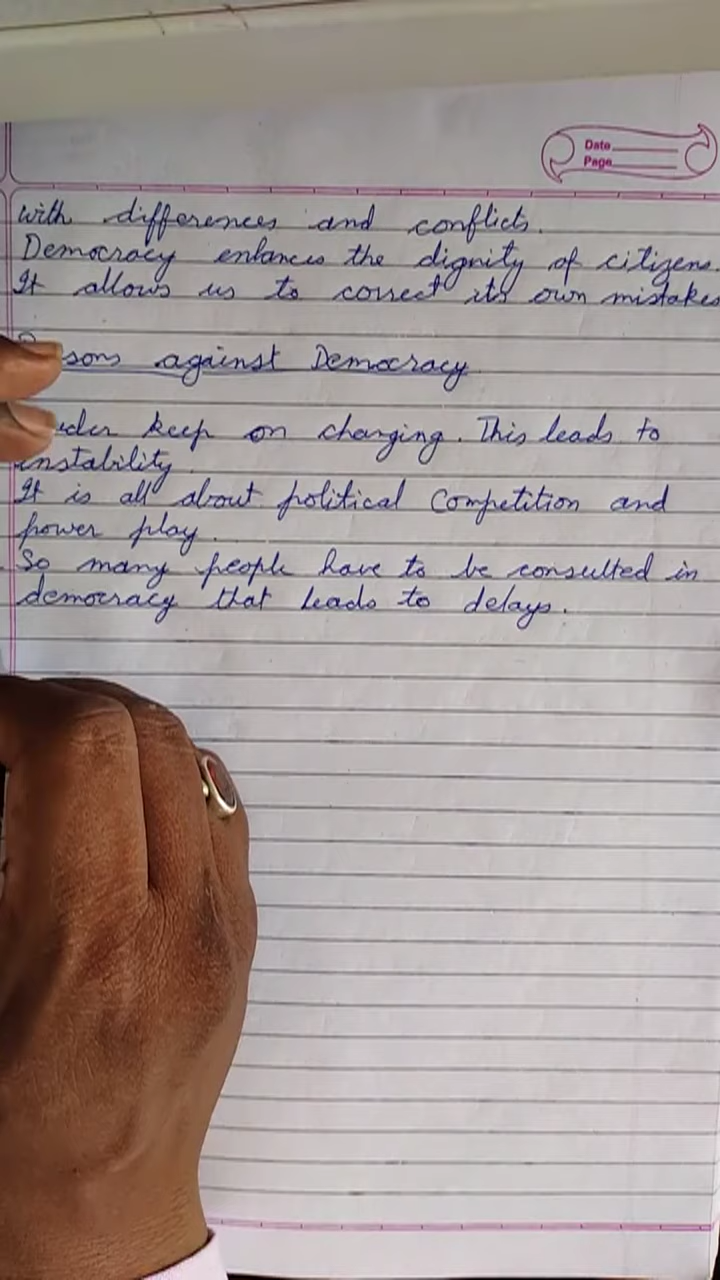 Date
Page
with differences and conflicts.
Democracy enhances the dignity of citizens.
It allows us to correct its own mistakes
against Democracy
keep on changing. This leads to
instability.
It is all about political Competition and
power play.
So many people have to be consulted in
democracy that leads to delays.